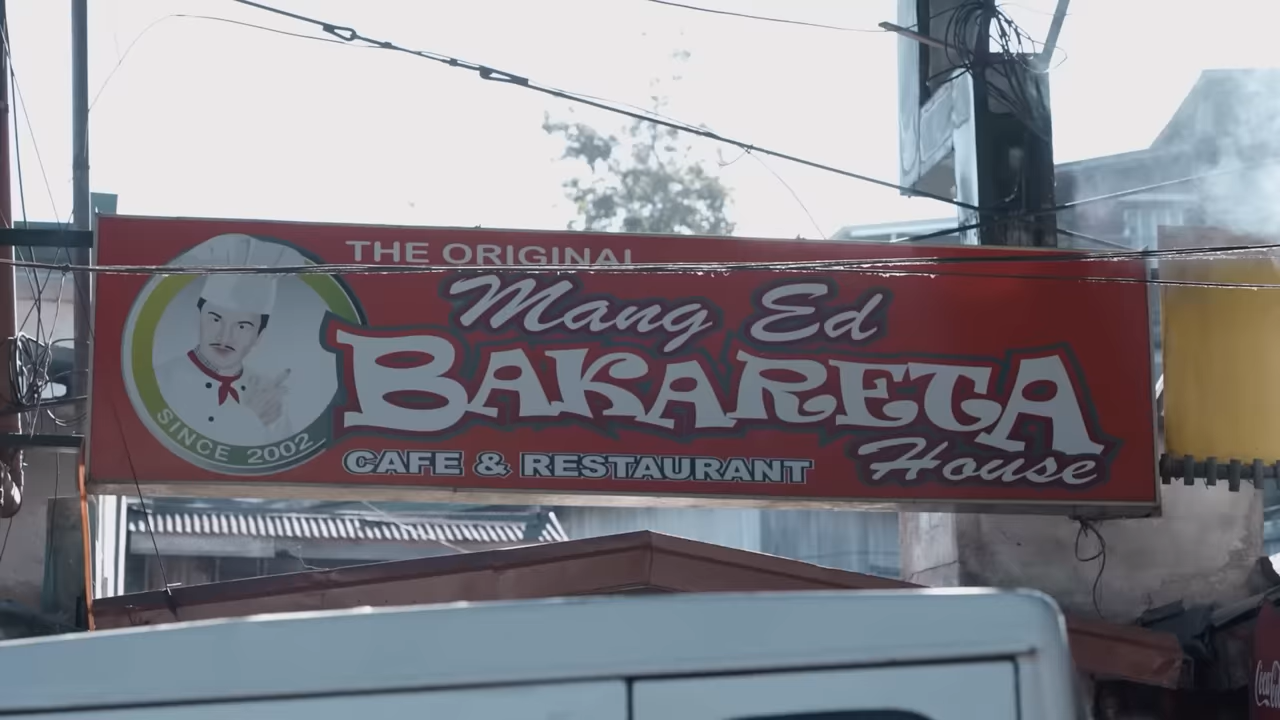 THE ORIGINAL
Mang Ed
BAKARETA
House
CAFE & RESTAURANT
SINCE 2002